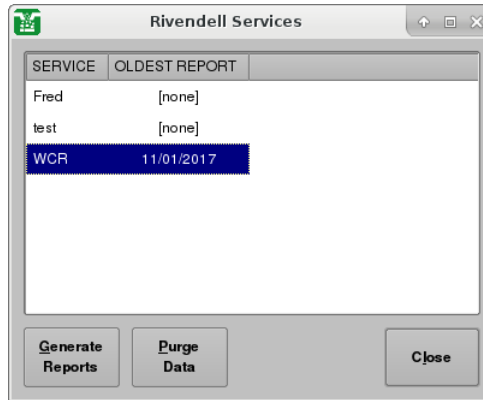 Rivendell Services
SERVICE OLDEST REPORT
Fred [none]
test [none]
WCR 11/01/2017
Generate Reports
Purge Data
Close